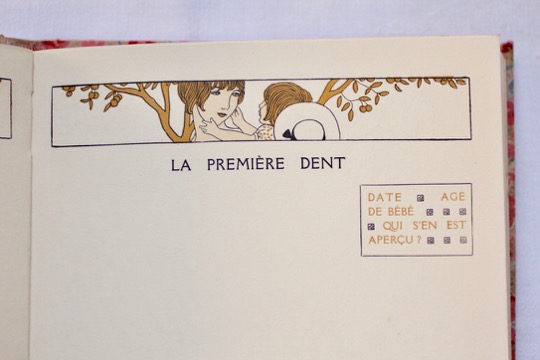 LA PREMIÈRE DENT
DATE AGE
DE BÉBÉ
QUI S'EN EST
APERÇU ?